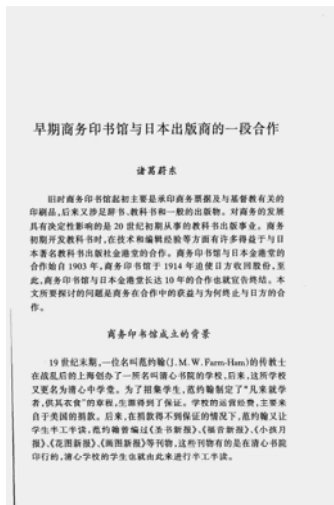 早期商务印书馆与日本出版商的一段合作
诸葛蔚东
旧时商务印书馆起初主要是承印商务票据及与基督教有关的
印刷品,后来又涉足辞书、教科书和一般的出版物。对商务的发展
具有决定性影响的是 20 世纪初期从事的教科书出版事业。商务
初期开发教科书时,在技术和编辑经验等方面有许多得益于与日
本著名教科书出版社金港堂的合作。商务印书馆与日本金港堂的
合作始自 1903 年,商务印书馆于 1914 年迫使日方收回股份,至
此,商务印书馆与日本金港堂长达 10 年的合作也就宣告终结。本
文所要探讨的问题是商务在合作中的获益与为何终止与日方的合
作。
商务印书馆成立的背景
19 世纪末期,一位名叫范约翰(J. M. W. Farm-Ham)的传教士
在战乱后的上海创办了一所名叫清心书院的学校,后来,这所学校
又更名为清心中学堂。为了招集学生,范约翰制定了“凡来就学
者,供其衣食”的章程,生源得到了保证。学校的运营经费,主要来
自于美国的捐款。后来,在捐款得不到保证的情况下,范约翰又让
学生半工半读,范约翰曾编过《圣书新报》、《福音新报》、《小孩月
报》、《花图新报》、《画图新报》等刊物,这些刊物有的是在清心书院
印行的,清心学校的学生也就由此来进行半工半读。